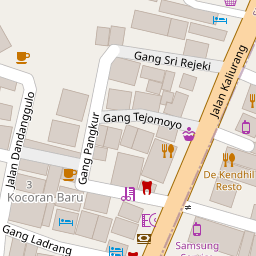 Gang Sri Rejeki
Jalan Kaliurang
Gang Tejomoyo
Jalan Dandanggulo
Gang Pangkur
De Kendhil
Resto
3
Kocoran Baru
Gang Ladrang
Samsung